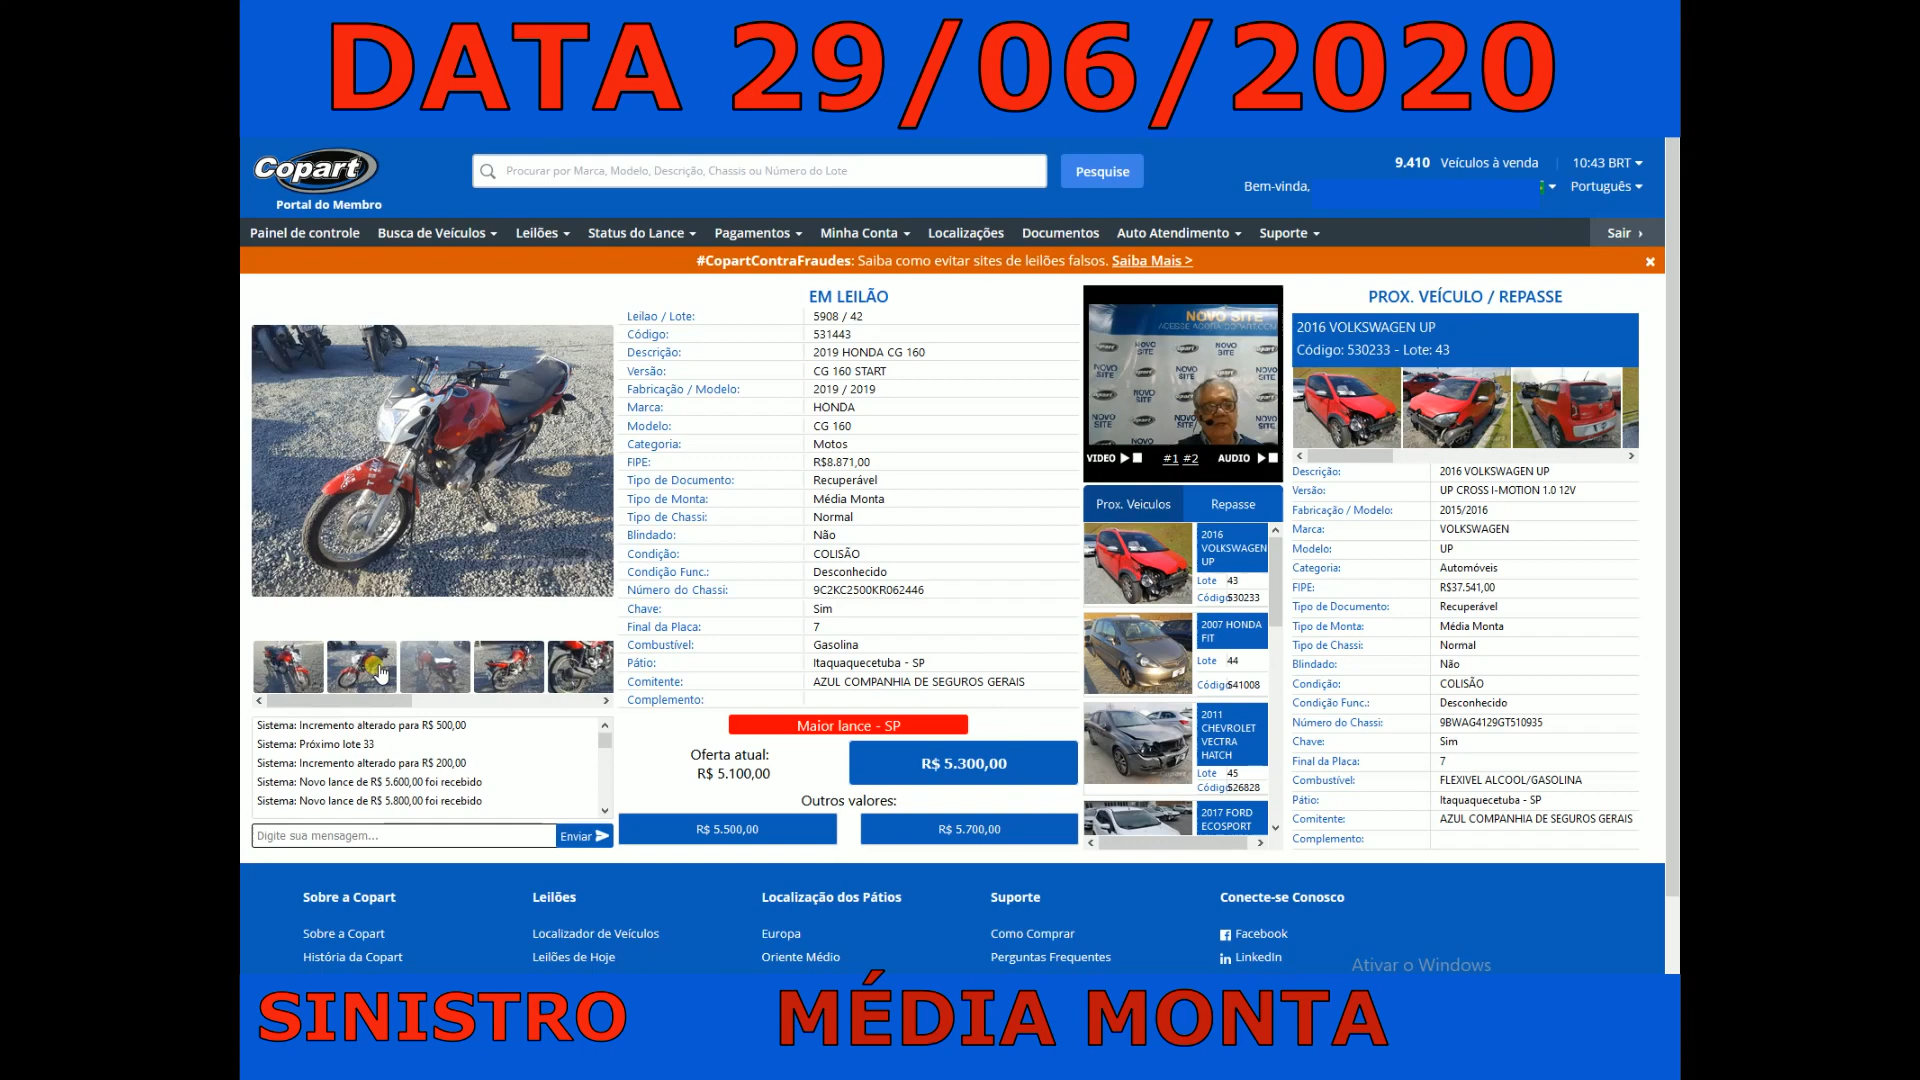 DATA 29/06/2020
Copart
Portal do Membro
Procurar por Marca, Modelo, Descrição, Chassis ou Número do Lote
Pesquise
9.410 Veículos à venda
10:43 BRT
Bem-vinda,
Português
Painel de controle
Busca de Veículos
Leilões
Status do Lance
Pagamentos
Minha Conta
Localizações
Documentos
Auto Atendimento
Suporte
Sair
#CopartContraFraudes: Saiba como evitar sites de leilões falsos. Saiba Mais >
EM LEILÃO
Leilao / Lote: 5908 / 42
Código: 531443
Descrição: 2019 HONDA CG 160
Versão: CG 160 START
Fabricação / Modelo: 2019 / 2019
Marca: HONDA
Modelo: CG 160
Categoria: Motos
FIPE: R$8.871,00
Tipo de Documento: Recuperável
Tipo de Monta: Média Monta
Tipo de Chassi: Normal
Blindado: Não
Condição: COLISÃO
Condição Func.: Desconhecido
Número do Chassi: 9C2KC2500KR062446
Chave: Sim
Final da Placa: 7
Combustível: Gasolina
Pátio: Itaquaquecetuba - SP
Comitente: AZUL COMPANHIA DE SEGUROS GERAIS
Complemento:
Maior lance - SP
Oferta atual:
R$ 5.100,00
R$ 5.300,00
Outros valores:
R$ 5.500,00
R$ 5.700,00
Sistema: Incremento alterado para R$ 500,00
Sistema: Próximo lote 33
Sistema: Incremento alterado para R$ 200,00
Sistema: Novo lance de R$ 5.600,00 foi recebido
Sistema: Novo lance de R$ 5.800,00 foi recebido
Digite sua mensagem...
Enviar
NOVO SITE
NOVO SITE
VIDEO
#1 #2
AUDIO
Prox. Veiculos
Repasse
2016 VOLKSWAGEN UP
Lote 43
Código 530233
2007 HONDA FIT
Lote 44
Código 541008
2011 CHEVROLET VECTRA HATCH
Lote 45
Código 526828
2017 FORD ECOSPORT
PROX. VEÍCULO / REPASSE
2016 VOLKSWAGEN UP
Código: 530233 - Lote: 43
Descrição: 2016 VOLKSWAGEN UP
Versão: UP CROSS I-MOTION 1.0 12V
Fabricação / Modelo: 2015/2016
Marca: VOLKSWAGEN
Modelo: UP
Categoria: Automóveis
FIPE: R$37.541,00
Tipo de Documento: Recuperável
Tipo de Monta: Média Monta
Tipo de Chassi: Normal
Blindado: Não
Condição: COLISÃO
Condição Func.: Desconhecido
Número do Chassi: 9BWAG4129GT510935
Chave: Sim
Final da Placa: 7
Combustível: FLEXIVEL ALCOOL/GASOLINA
Pátio: Itaquaquecetuba - SP
Comitente: AZUL COMPANHIA DE SEGUROS GERAIS
Complemento:
Sobre a Copart
Sobre a Copart
História da Copart
Leilões
Localizador de Veículos
Leilões de Hoje
Localização dos Pátios
Europa
Oriente Médio
Suporte
Como Comprar
Perguntas Frequentes
Conecte-se Conosco
Facebook
LinkedIn
Ativar o Windows
SINISTRO
MÉDIA MONTA